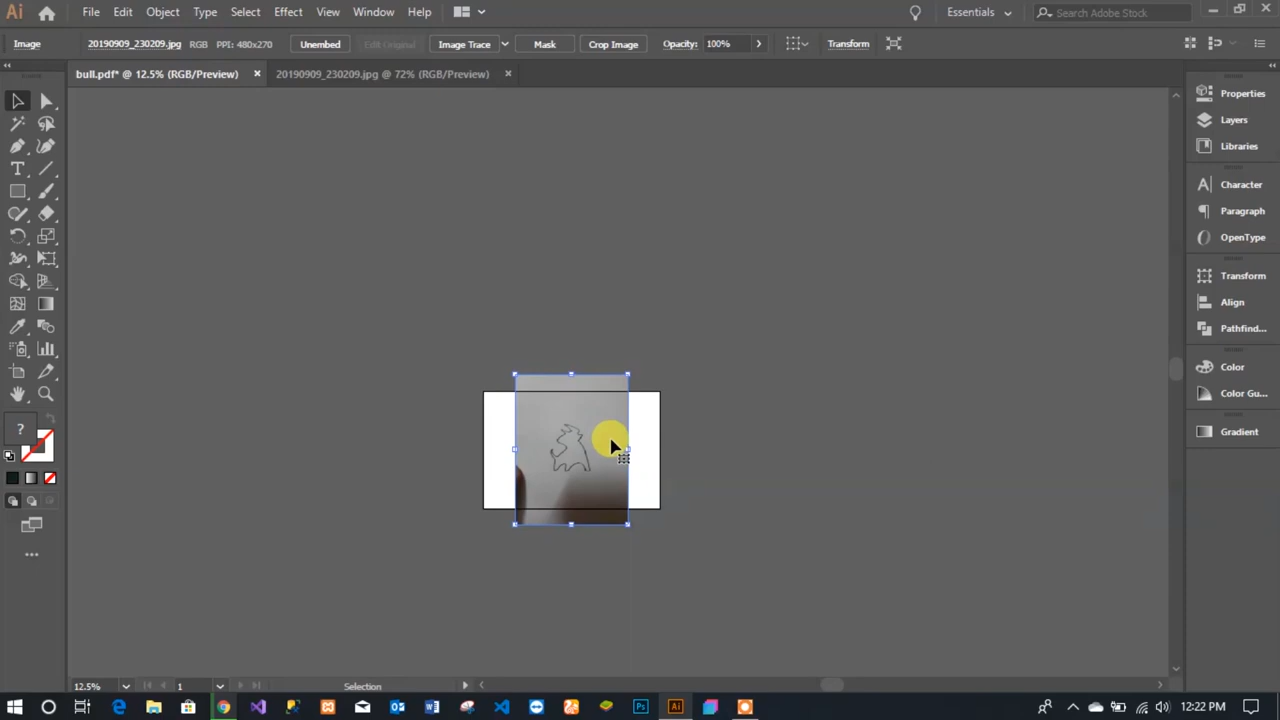 Ai File Edit Object Type Select Effect View Window Help Essentials Search Adobe Stock
Image 20190909_230209.jpg RGB PPI: 480x270 Unembed Edit Original Image Trace Mask Crop Image Opacity: 100% Transform
bull.pdf* @ 12.5% (RGB/Preview) 20190909_230209.jpg @ 72% (RGB/Preview)
Properties
Layers
Libraries
Character
Paragraph
OpenType
Transform
Align
Pathfind...
Color
Color Gu...
Gradient
?
12.5% 1 Selection
Ps Ai 12:22 PM